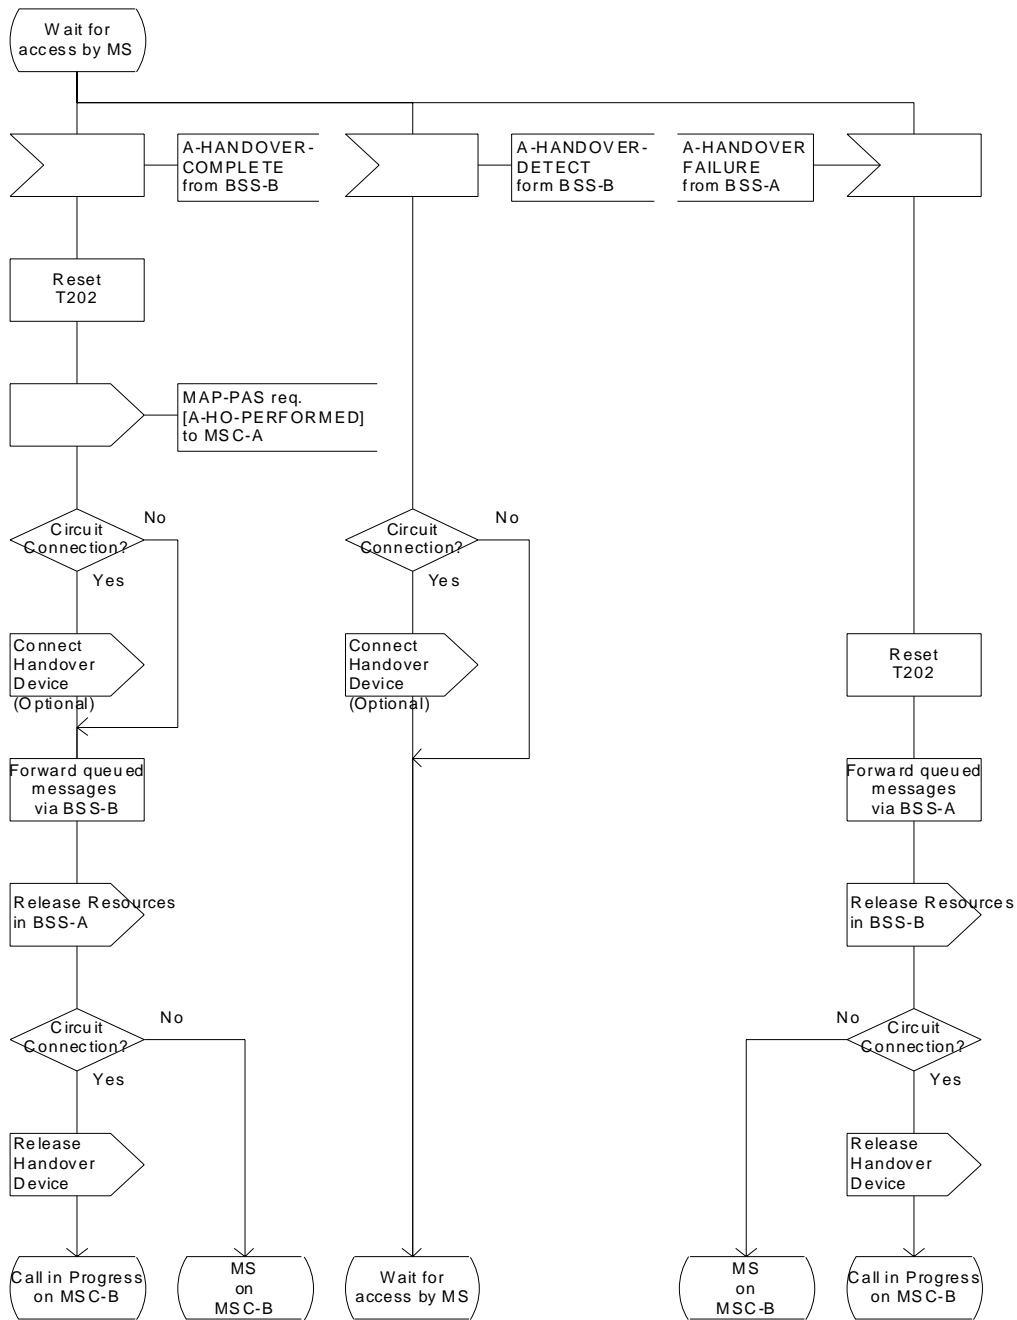 Wait for
access by MS
A-HANDOVER-
COMPLETE
from BSS-B
A-HANDOVER-
DETECT
form BSS-B
A-HANDOVER
FAILURE
from BSS-A
Reset
T202
MAP-PAS req.
[A-HO-PERFORMED]
to MSC-A
Circuit
Connection?
No
Yes
Circuit
Connection?
No
Yes
Connect
Handover
Device
(Optional)
Connect
Handover
Device
(Optional)
Reset
T202
Forward queued
messages
via BSS-B
Forward queued
messages
via BSS-A
Release Resources
in BSS-A
Release Resources
in BSS-B
Circuit
Connection?
No
Yes
No
Circuit
Connection?
Yes
Release
Handover
Device
Release
Handover
Device
Call in Progress
on MSC-B
MS
on
MSC-B
Wait for
access by MS
MS
on
MSC-B
Call in Progress
on MSC-B